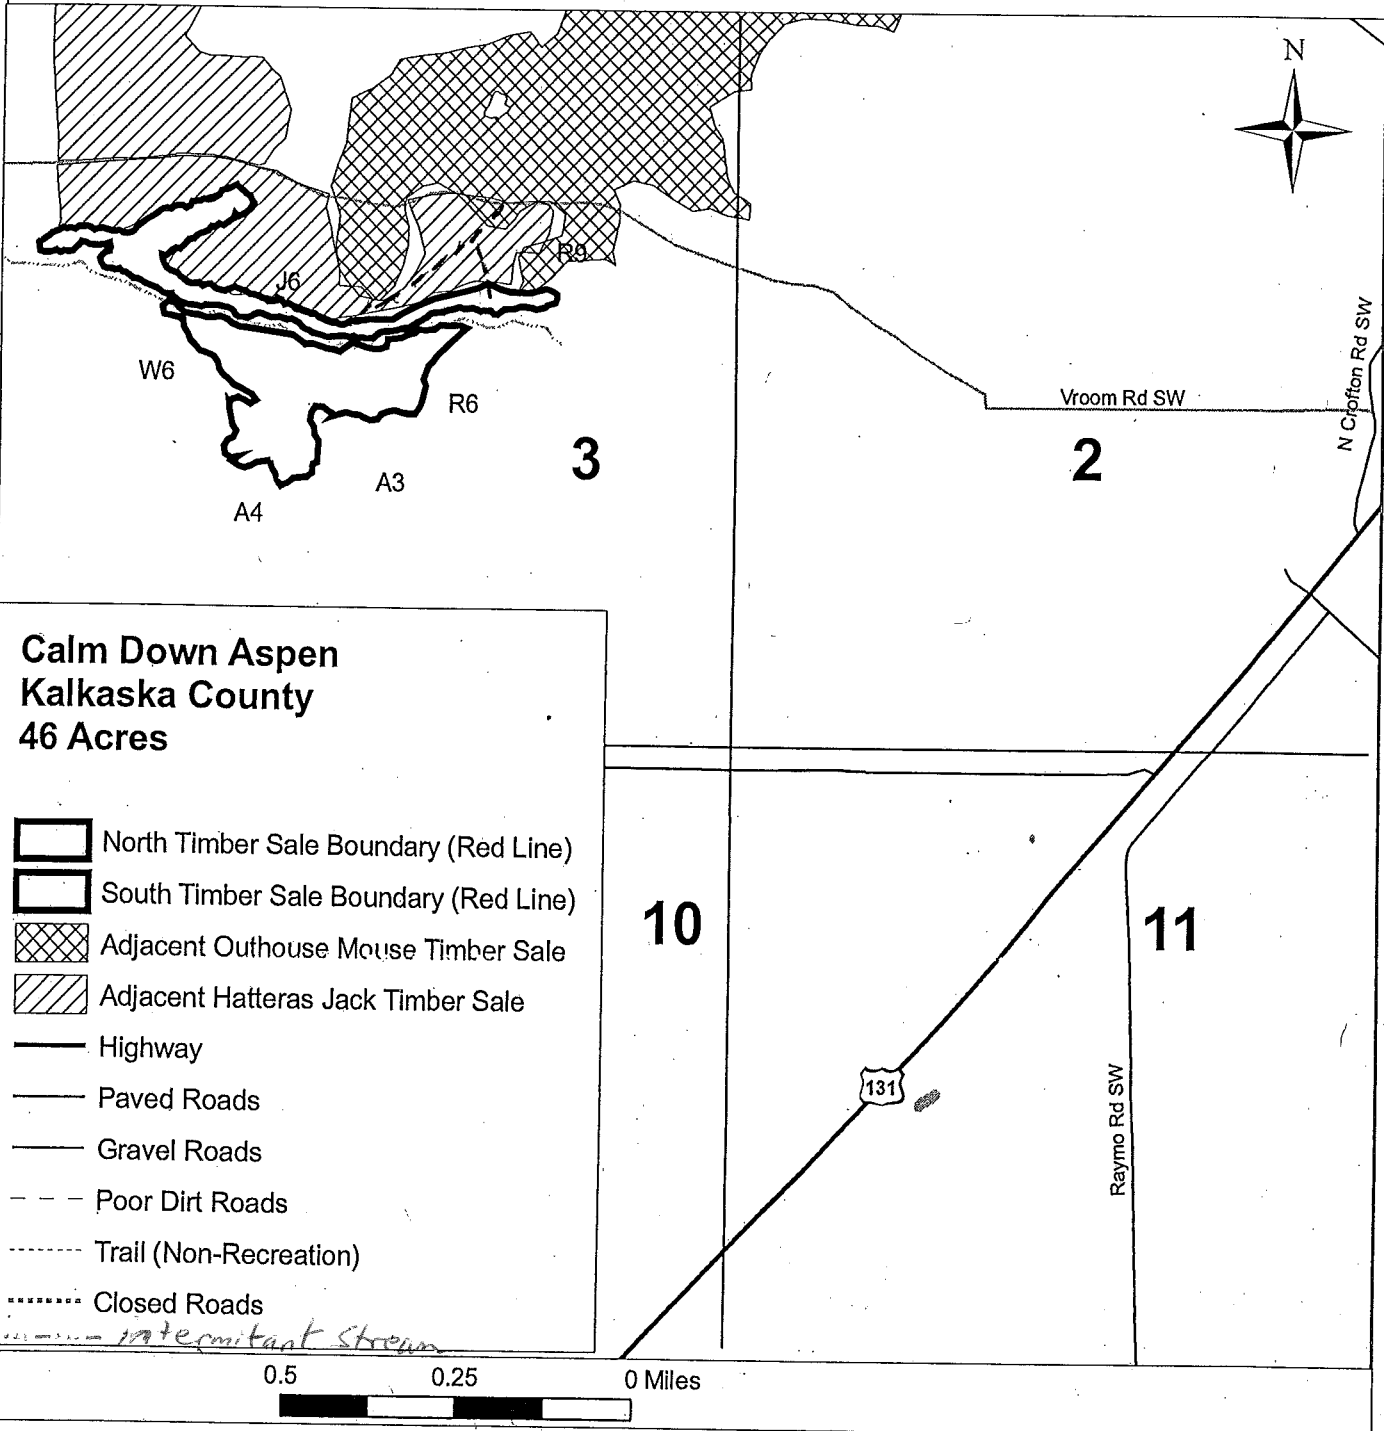 N
J6
R9
W6
R6
A3
A4
3
2
Vroom Rd SW
N Crofton Rd SW
Calm Down Aspen
Kalkaska County
46 Acres
North Timber Sale Boundary (Red Line)
South Timber Sale Boundary (Red Line)
Adjacent Outhouse Mouse Timber Sale
Adjacent Hatteras Jack Timber Sale
Highway
Paved Roads
Gravel Roads
Poor Dirt Roads
Trail (Non-Recreation)
Closed Roads
intermitant stream
10
11
131
Raymo Rd SW
0.5 0.25 0 Miles